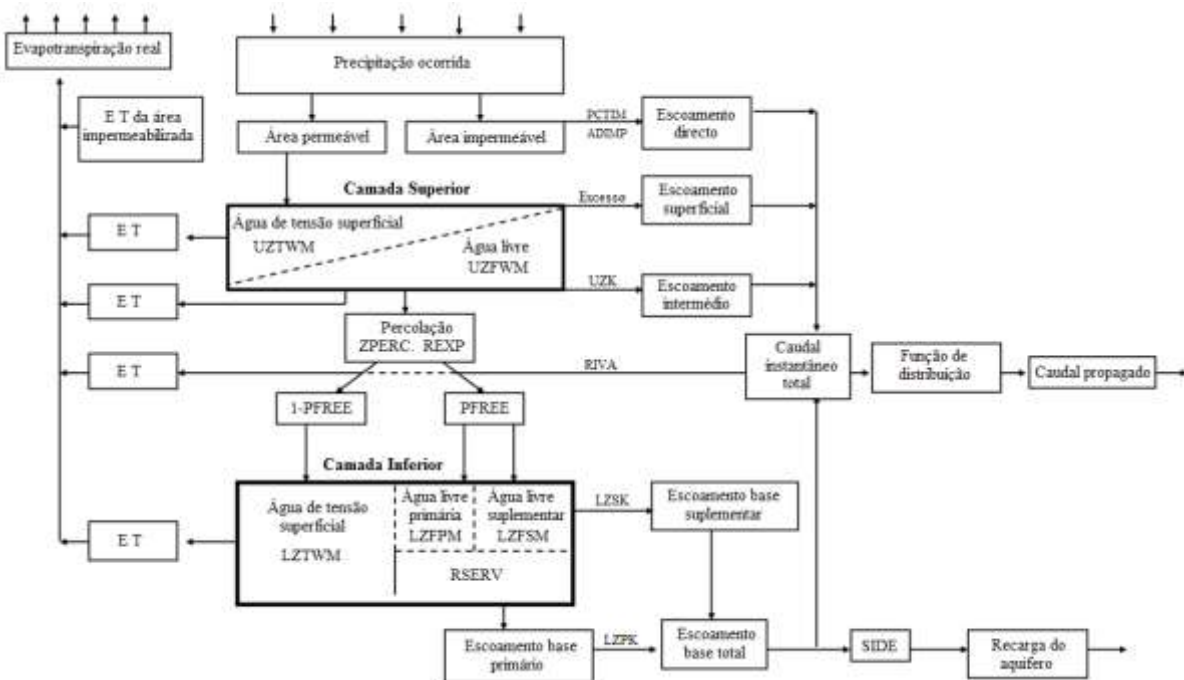 Evapotranspiração real
Precipitação ocorrida
E T da área
impermeabilizada
Área permeável
Área impermeável
PCTIM
ADIMP
Escoamento
directo
Camada Superior
Excesso
Escoamento
superficial
E T
Água de tensão superficial
UZTWM
Água livre
UZFWM
UZK
Escoamento
intermédio
E T
Percolação
ZPERC. REXP
E T
RIVA
Caudal
instantâneo
total
Função de
distribuição
Caudal propagado
1-PFREE
PFREE
Camada Inferior
Água de tensão
superficial
LZTWM
Água livre
primária
LZFPM
Água livre
suplementar
LZFSM
RSERV
LZSK
Escoamento base
suplementar
E T
Escoamento base
primário
LZPK
Escoamento
base total
SIDE
Recarga do
aquifero